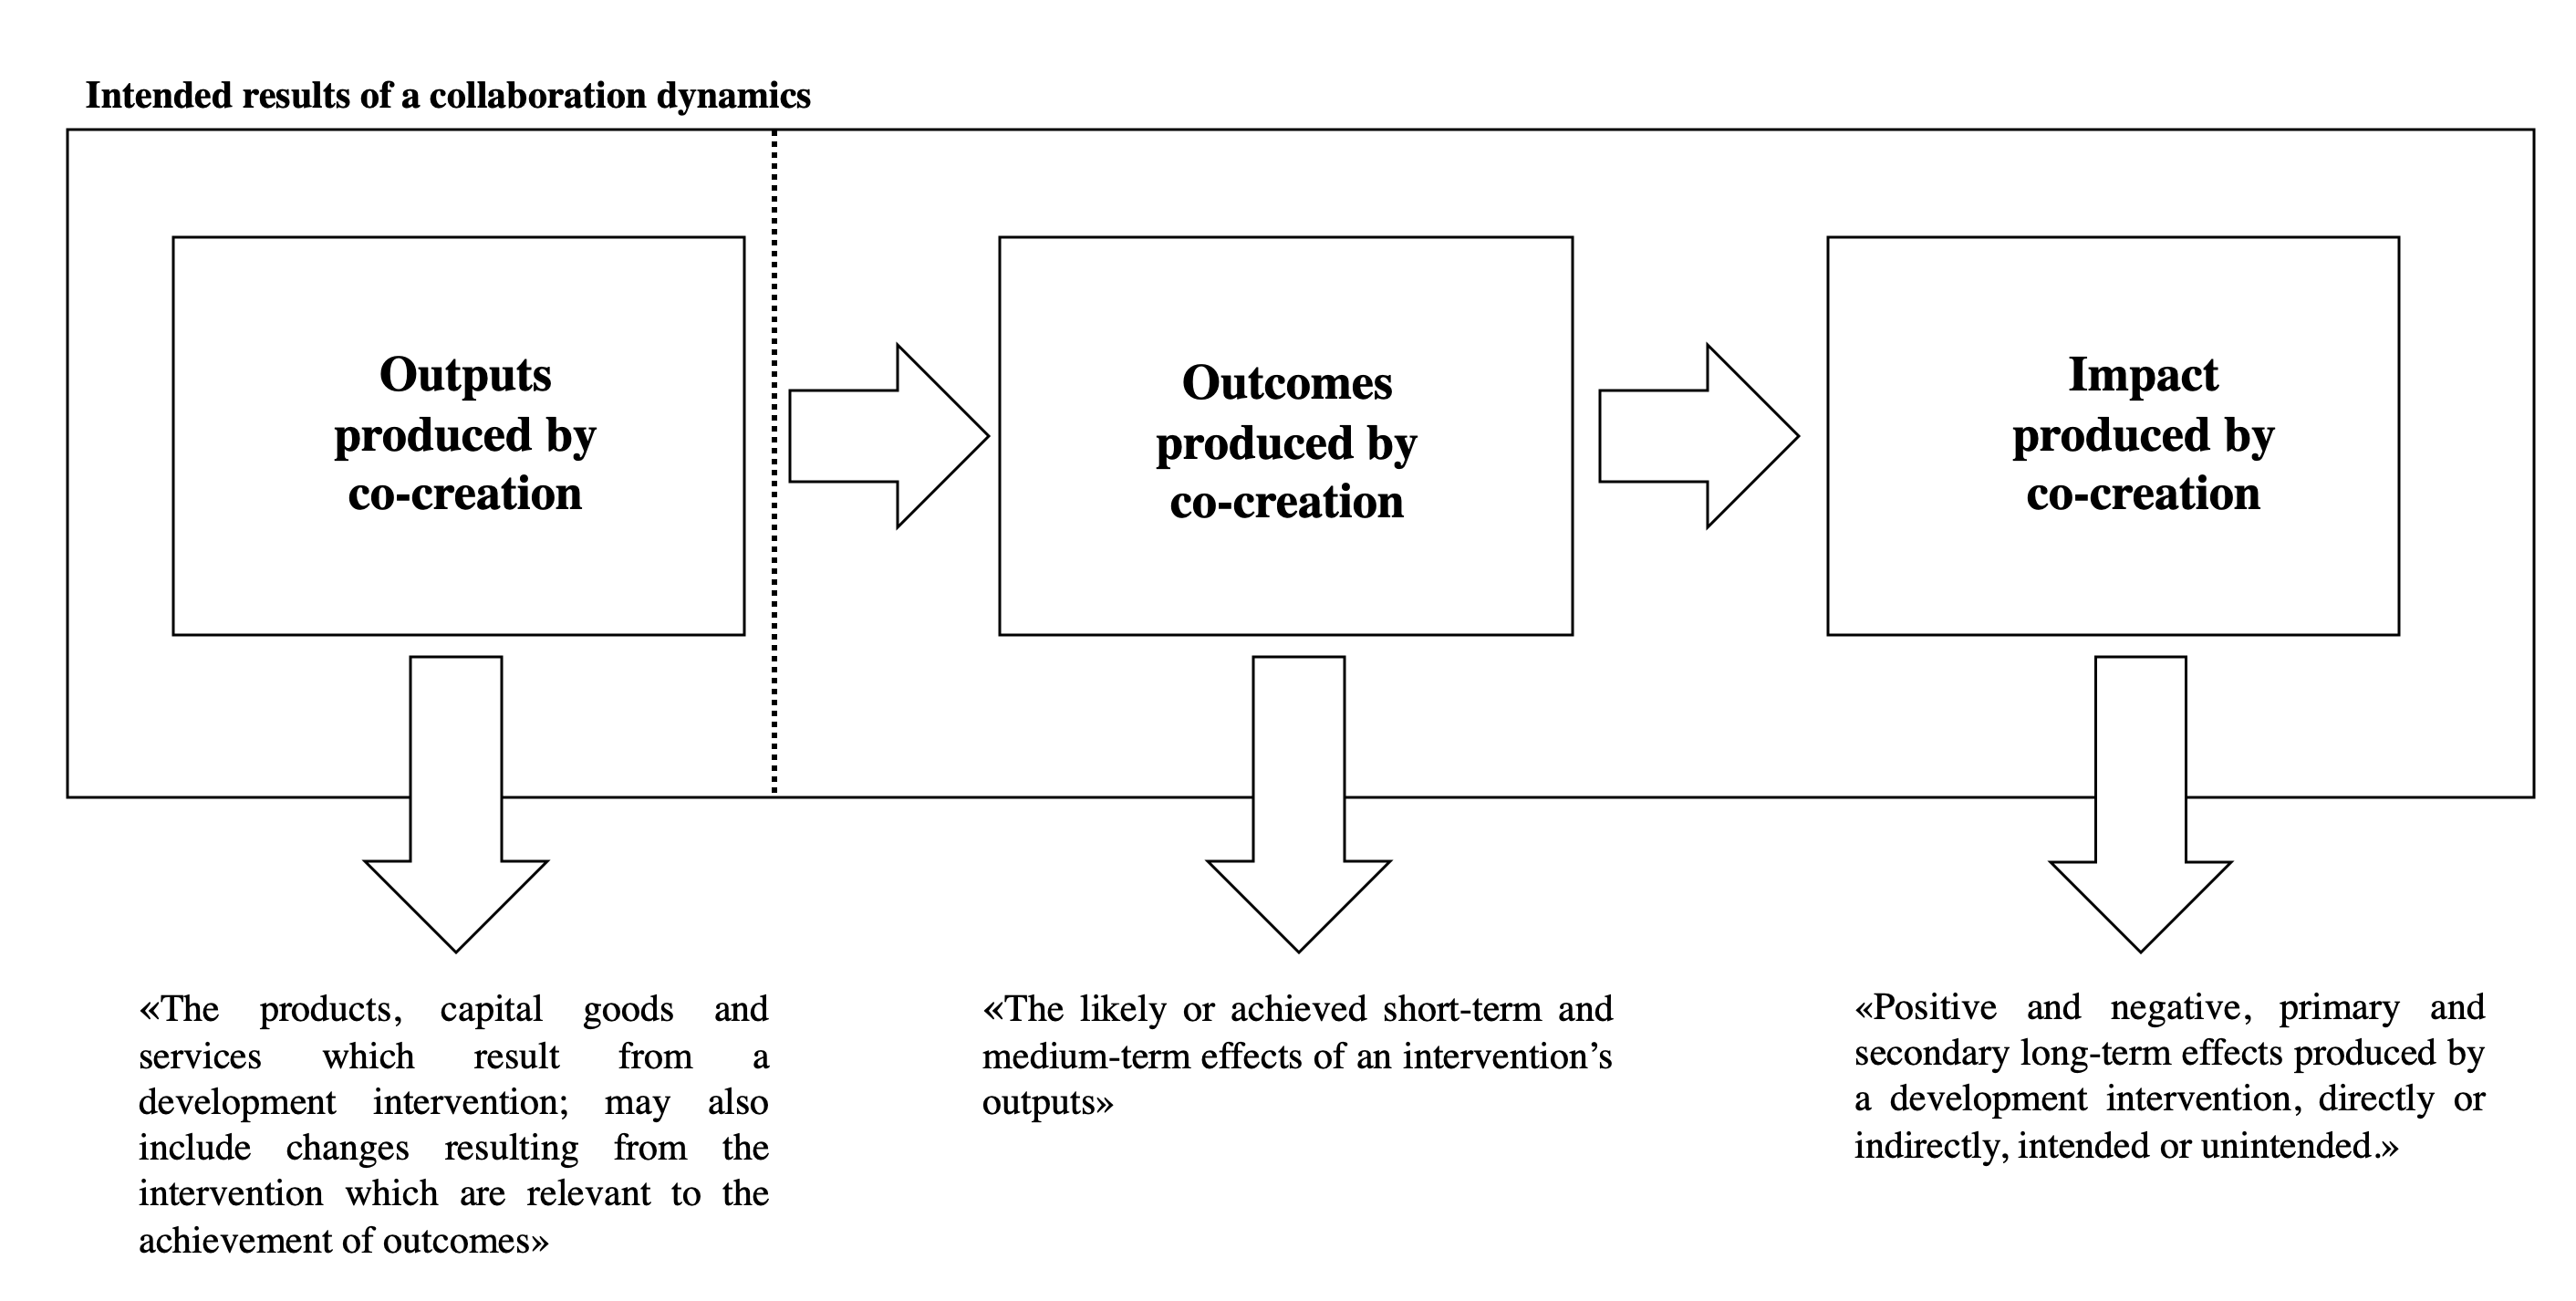 Intended results of a collaboration dynamics
Outputs
produced by
co-creation
Outcomes
produced by
co-creation
Impact
produced by
co-creation
«The products, capital goods and
services which result from a
development intervention; may also
include changes resulting from the
intervention which are relevant to the
achievement of outcomes»
«The likely or achieved short-term and
medium-term effects of an intervention’s
outputs»
«Positive and negative, primary and
secondary long-term effects produced by
a development intervention, directly or
indirectly, intended or unintended.»